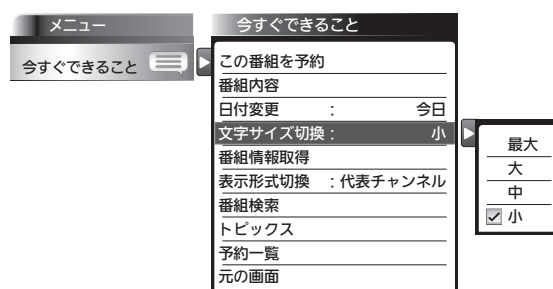 メニュー
今すぐできること
今すぐできること
この番組を予約
番組内容
日付変更 : 今日
文字サイズ切換 : 小
番組情報取得
表示形式切換 : 代表チャンネル
番組検索
トピックス
予約一覧
元の画面
最大
大
中
小